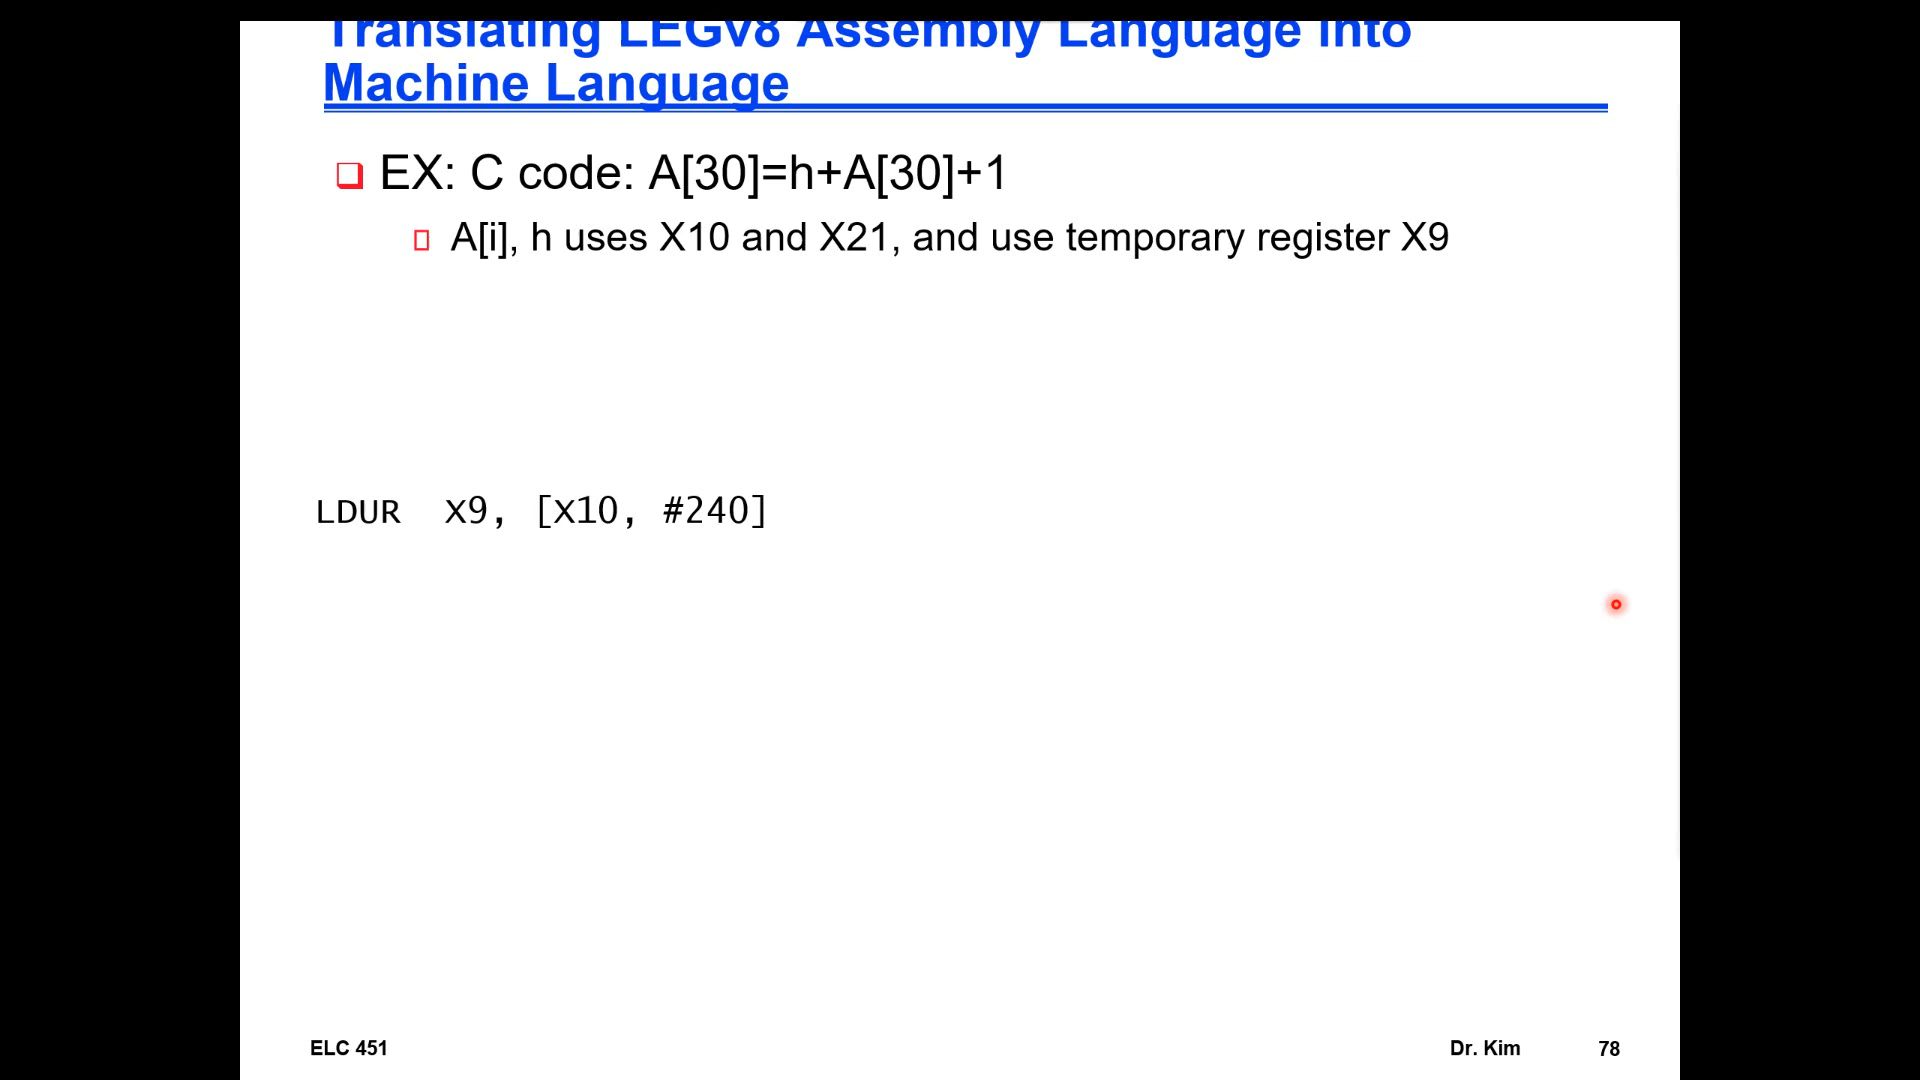 Translating LEGv8 Assembly Language into
Machine Language
EX: C code: A[30]=h+A[30]+1
A[i], h uses X10 and X21, and use temporary register X9
LDUR X9, [X10, #240]
ELC 451
Dr. Kim 78